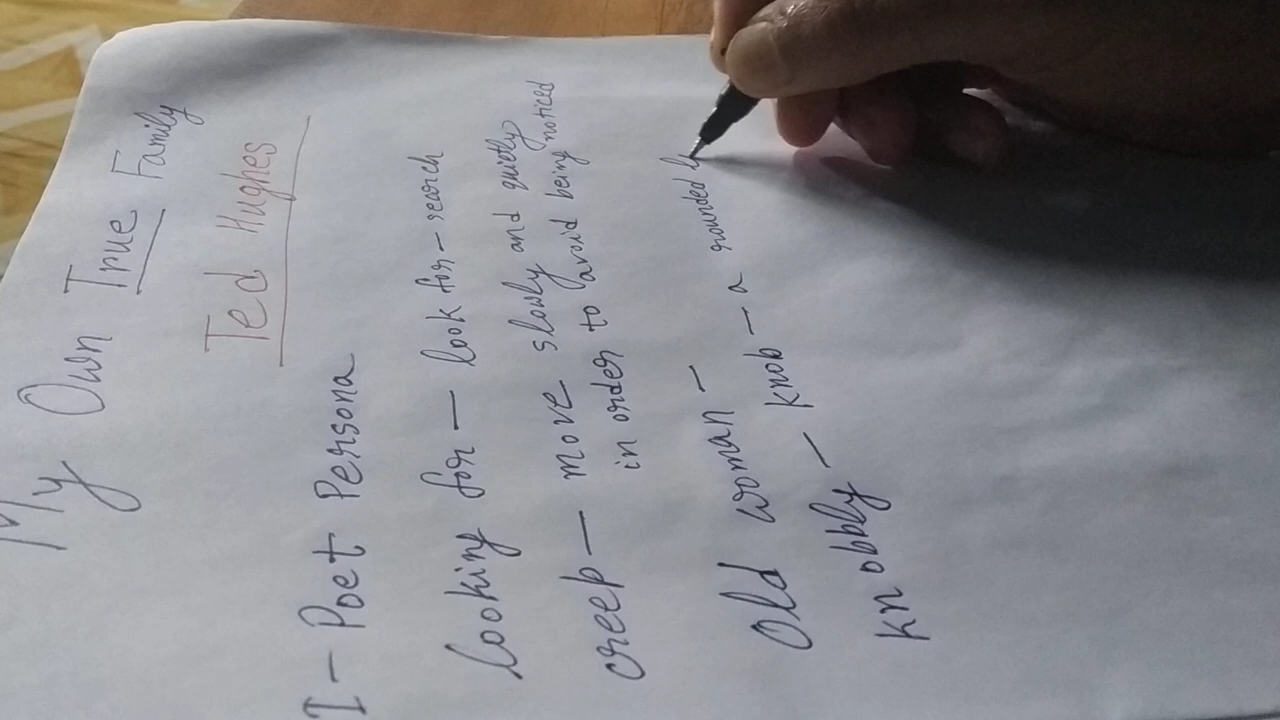 My Own True Family
Ted Hughes
I - Poet Persona
looking for - look for - search
creep - move slowly and quietly
in order to avoid being noticed
Old woman -
knobbly - knob - a rounded